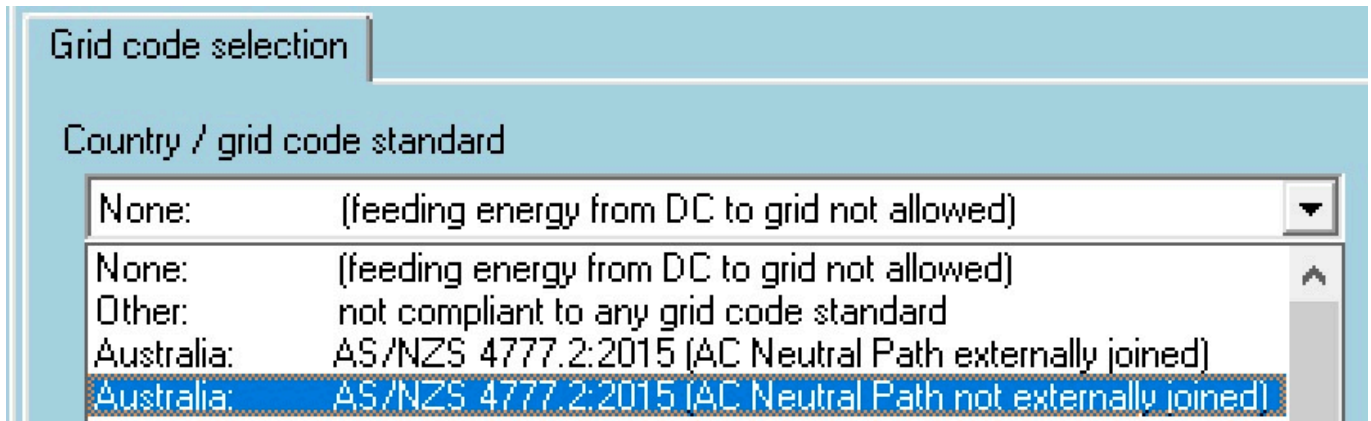 Grid code selection
Country / grid code standard
None: (feeding energy from DC to grid not allowed)
None: (feeding energy from DC to grid not allowed)
Other: not compliant to any grid code standard
Australia: AS/NZS 4777.2:2015 (AC Neutral Path externally joined)
Australia: AS/NZS 4777.2:2015 (AC Neutral Path not externally joined)